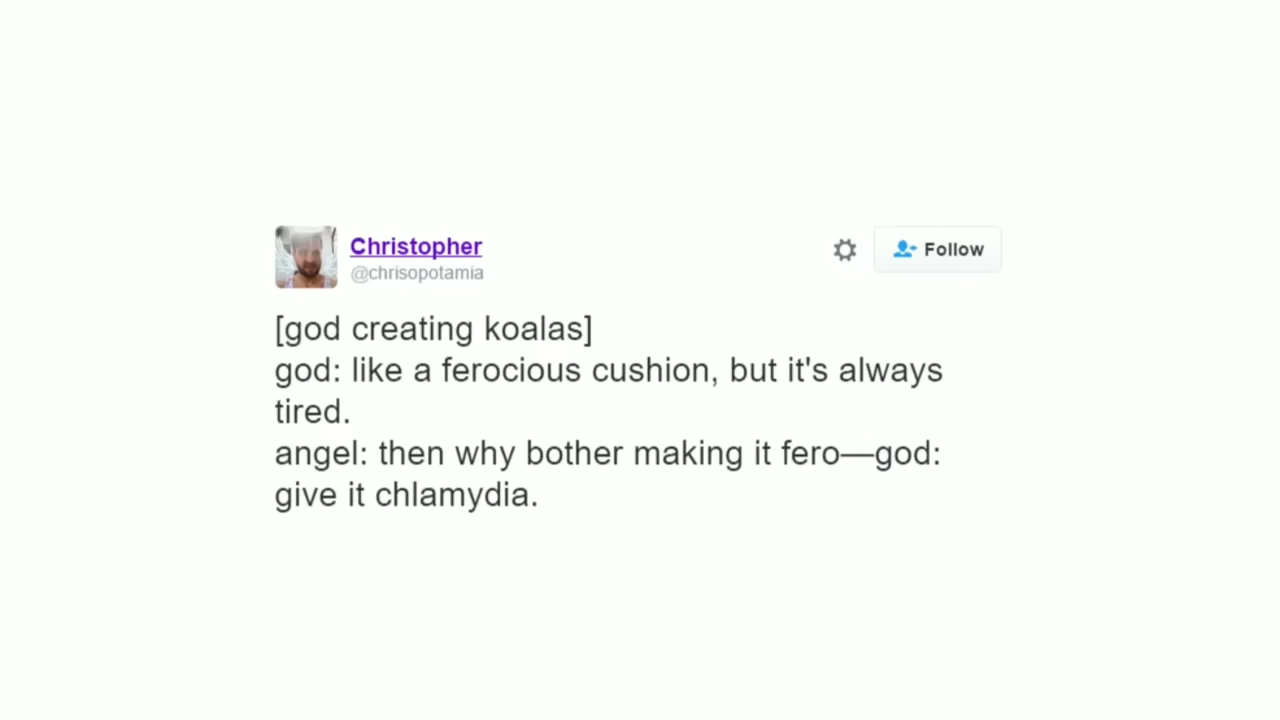 Christopher
@chrisopotamia
Follow
[god creating koalas]
god: like a ferocious cushion, but it's always
tired.
angel: then why bother making it fero—god:
give it chlamydia.